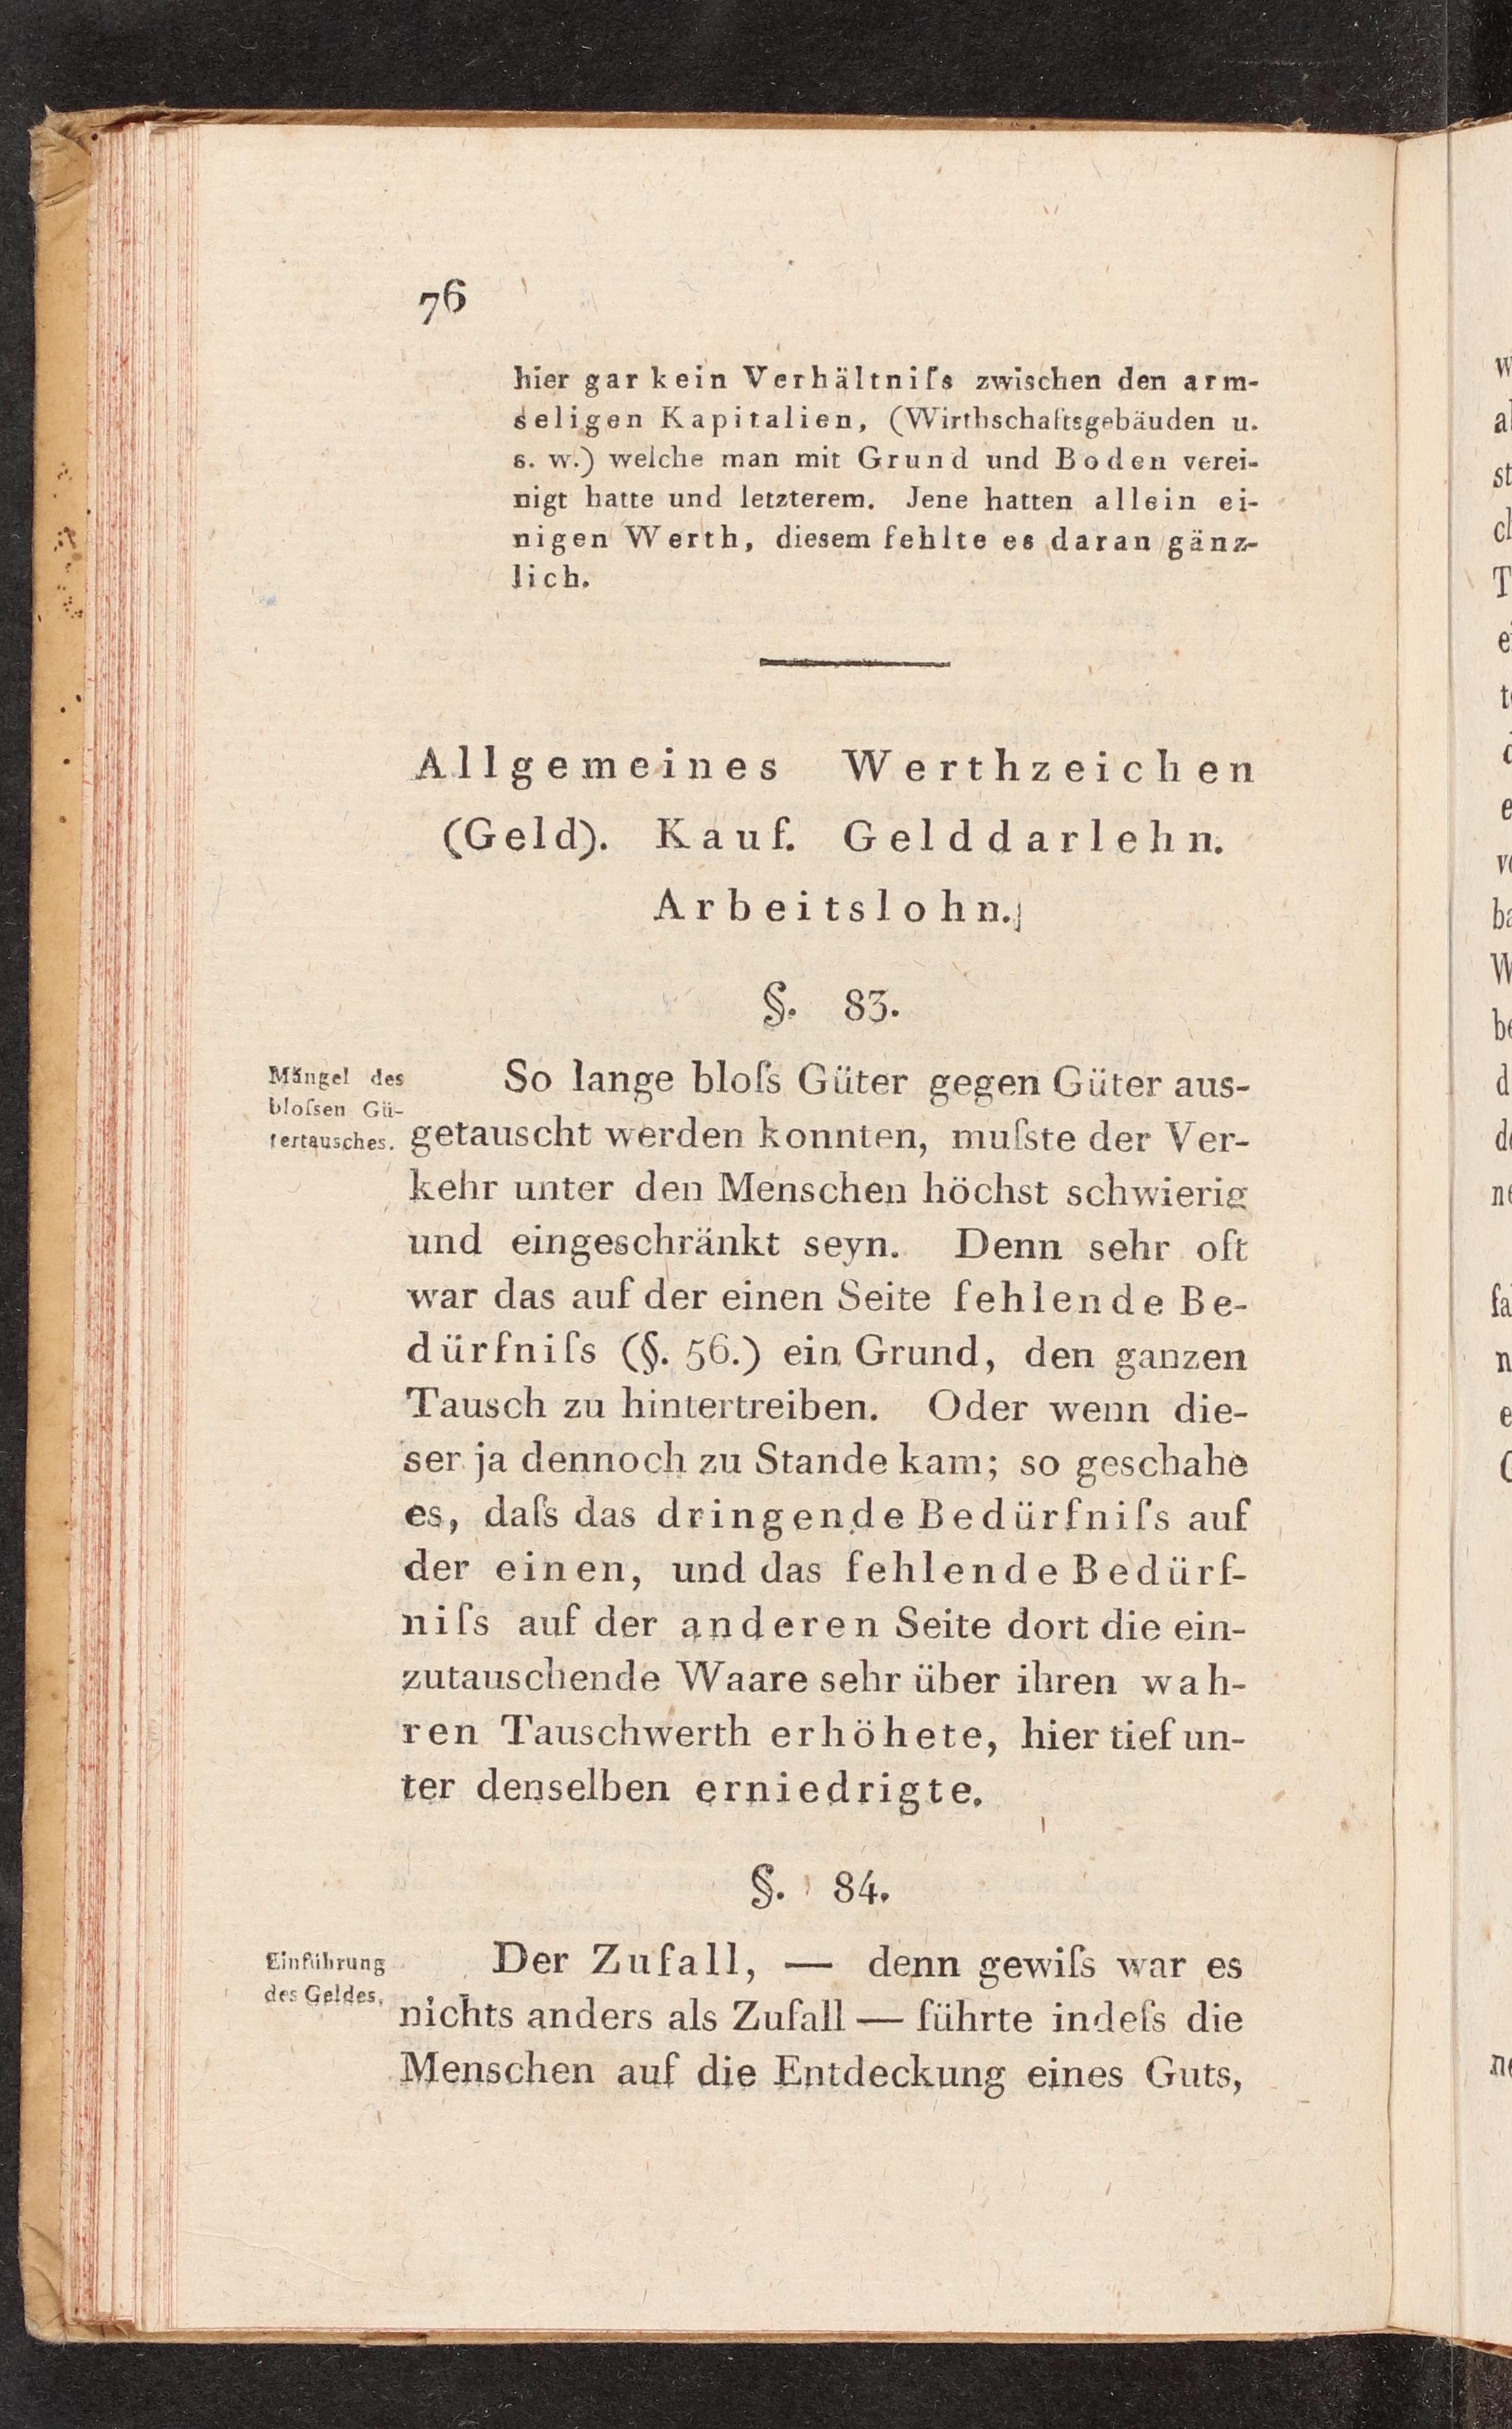 76
hier gar kein Verhältniſs zwischen den arm-
seligen Kapitalien, (Wirthschaftsgebäuden u.
s. w.) welche man mit Grund und Boden verei-
nigt hatte und letzterem. Jene hatten allein ei-
nigen Werth, diesem fehlte es daran gänz-
lich.
Allgemeines Werthzeichen
(Geld). Kauf. Gelddarlehn.
Arbeitslohn.
§. 83.
Mängel des
bloſsen Gü-
tertausches.
So lange bloſs Güter gegen Güter aus-
getauscht werden konnten, muſste der Ver-
kehr unter den Menschen höchst schwierig
und eingeschränkt seyn. Denn sehr oft
war das auf der einen Seite fehlende Be-
dürfniſs (§. 56.) ein Grund, den ganzen
Tausch zu hintertreiben. Oder wenn die-
ser ja dennoch zu Stande kam; so geschahe
es, daſs das dringende Bedürfniſs auf
der einen, und das fehlende Bedürf-
niſs auf der anderen Seite dort die ein-
zutauschende Waare sehr über ihren wah-
ren Tauschwerth erhöhete, hier tief un-
ter denselben erniedrigte.
§. 84.
Einführung
des Geldes.
Der Zufall, — denn gewiſs war es
nichts anders als Zufall — führte indeſs die
Menschen auf die Entdeckung eines Guts,